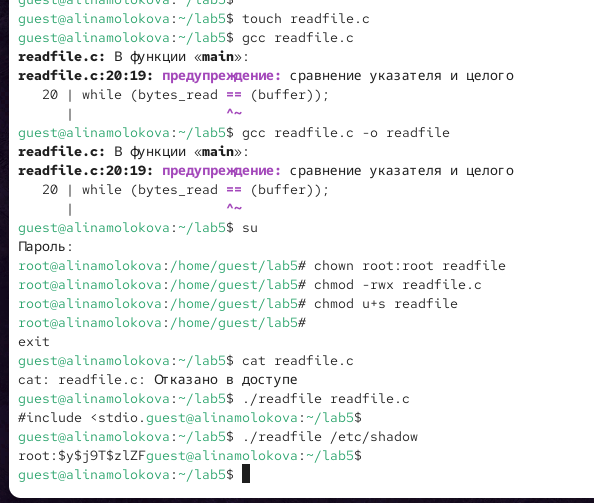 guest@alinamolokova:~/lab5$ touch readfile.c
guest@alinamolokova:~/lab5$ gcc readfile.c
readfile.c: В функции «main»:
readfile.c:20:19: предупреждение: сравнение указателя и целого
   20 | while (bytes_read == (buffer));
      |                   ^~
guest@alinamolokova:~/lab5$ gcc readfile.c -o readfile
readfile.c: В функции «main»:
readfile.c:20:19: предупреждение: сравнение указателя и целого
   20 | while (bytes_read == (buffer));
      |                   ^~
guest@alinamolokova:~/lab5$ su
Пароль:
root@alinamolokova:/home/guest/lab5# chown root:root readfile
root@alinamolokova:/home/guest/lab5# chmod -rwx readfile.c
root@alinamolokova:/home/guest/lab5# chmod u+s readfile
root@alinamolokova:/home/guest/lab5#
exit
guest@alinamolokova:~/lab5$ cat readfile.c
cat: readfile.c: Отказано в доступе
guest@alinamolokova:~/lab5$ ./readfile readfile.c
#include <stdio.guest@alinamolokova:~/lab5$
guest@alinamolokova:~/lab5$ ./readfile /etc/shadow
root:$y$j9T$zlZFguest@alinamolokova:~/lab5$
guest@alinamolokova:~/lab5$